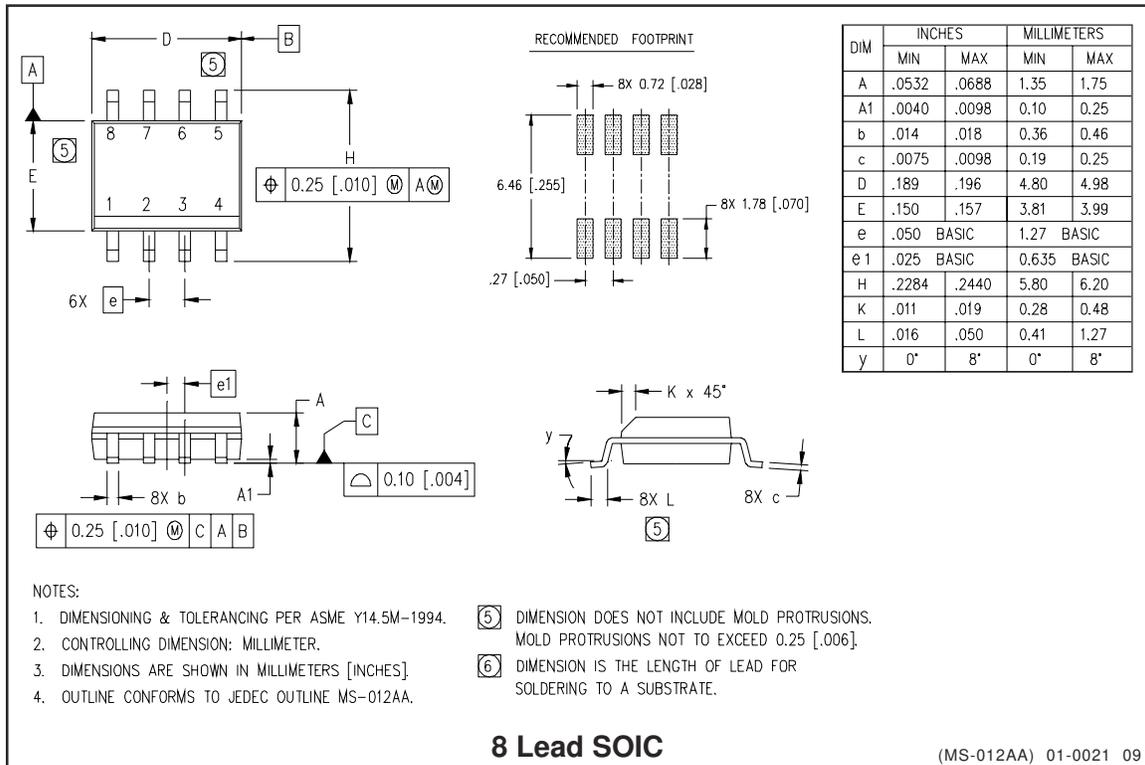 D
B
A
5
8 7 6 5
5
E
H
⌖ 0.25 [.010] Ⓜ A Ⓜ
1 2 3 4
6X e
RECOMMENDED FOOTPRINT
8X 0.72 [.028]
6.46 [.255]
8X 1.78 [.070]
.27 [.050]
DIM INCHES MILLIMETERS
MIN MAX MIN MAX
A .0532 .0688 1.35 1.75
A1 .0040 .0098 0.10 0.25
b .014 .018 0.36 0.46
c .0075 .0098 0.19 0.25
D .189 .196 4.80 4.98
E .150 .157 3.81 3.99
e .050 BASIC 1.27 BASIC
e1 .025 BASIC 0.635 BASIC
H .2284 .2440 5.80 6.20
K .011 .019 0.28 0.48
L .016 .050 0.41 1.27
y 0° 8° 0° 8°
e1
A
C
8X b
A1
⌓ 0.10 [.004]
⌖ 0.25 [.010] Ⓜ C A B
K x 45°
y
8X L
8X c
5
NOTES:
1. DIMENSIONING & TOLERANCING PER ASME Y14.5M-1994.
2. CONTROLLING DIMENSION: MILLIMETER.
3. DIMENSIONS ARE SHOWN IN MILLIMETERS [INCHES].
4. OUTLINE CONFORMS TO JEDEC OUTLINE MS-012AA.
5 DIMENSION DOES NOT INCLUDE MOLD PROTRUSIONS.
MOLD PROTRUSIONS NOT TO EXCEED 0.25 [.006].
6 DIMENSION IS THE LENGTH OF LEAD FOR
SOLDERING TO A SUBSTRATE.
8 Lead SOIC
(MS-012AA) 01-0021 09